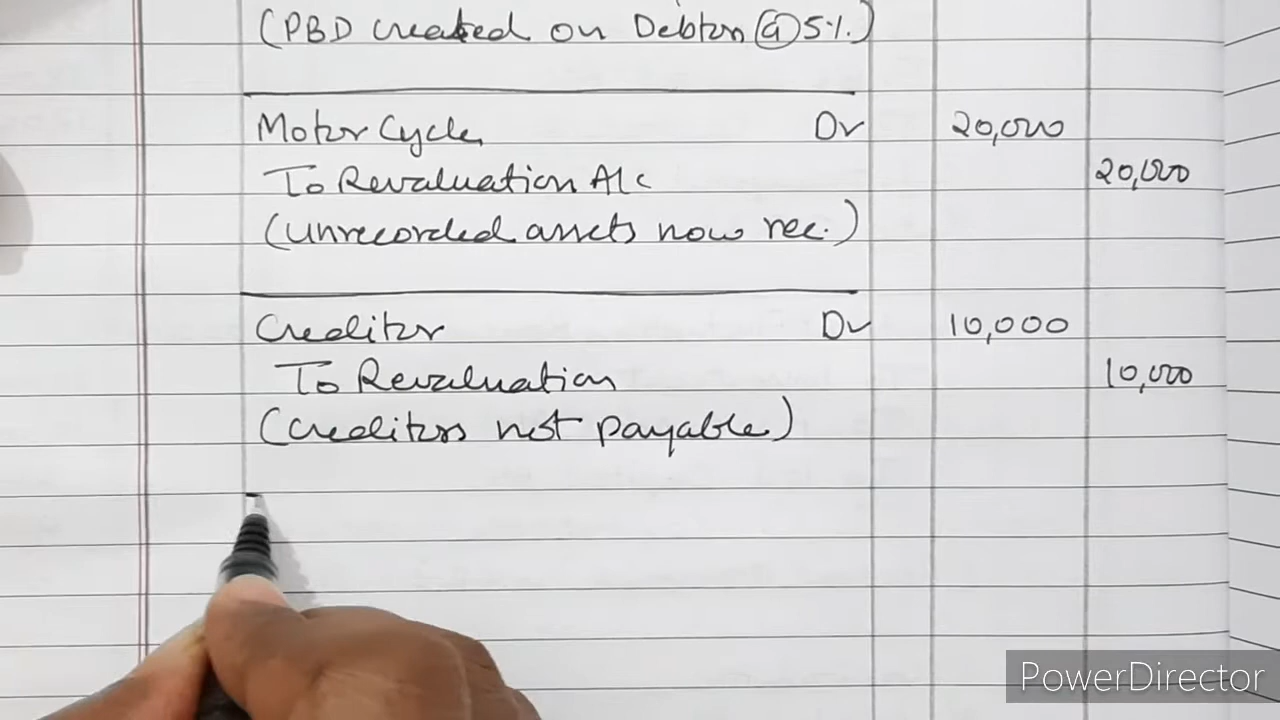 (PBD created on Debtors @ 5%.)
Motor Cycle Dr 20,000
To Revaluation A/c 20,000
(unrecorded assets now rec.)
Creditor Dr 10,000
To Revaluation 10,000
(Creditors not payable)
PowerDirector